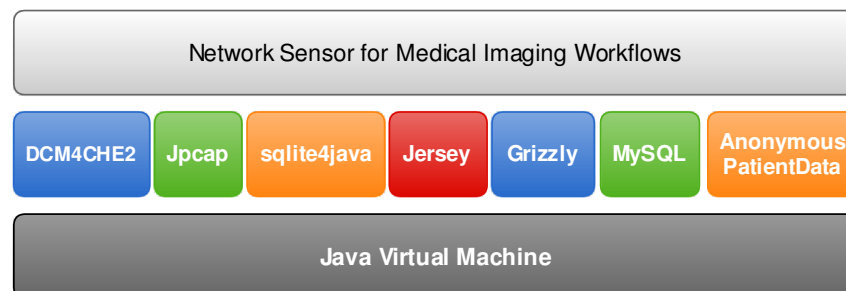 Network Sensor for Medical Imaging Workflows
DCM4CHE2
Jpcap
sqlite4java
Jersey
Grizzly
MySQL
Anonymous
PatientData
Java Virtual Machine